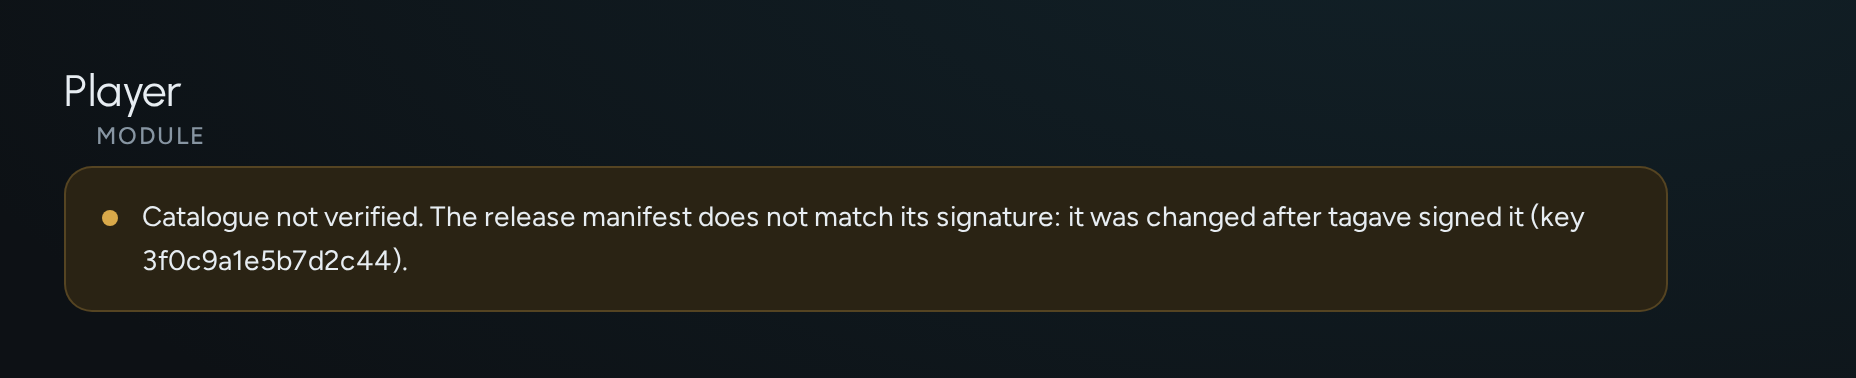 Player
MODULE
Catalogue not verified. The release manifest does not match its signature: it was changed after tagave signed it (key
3f0c9a1e5b7d2c44).